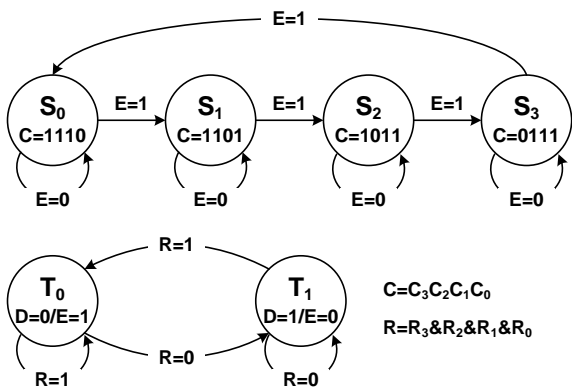 E=1
S₀
C=1110
E=1
S₁
C=1101
E=1
S₂
C=1011
E=1
S₃
C=0111
E=0
E=0
E=0
E=0
R=1
T₀
D=0/E=1
T₁
D=1/E=0
C=C₃C₂C₁C₀
R=R₃&R₂&R₁&R₀
R=0
R=1
R=0